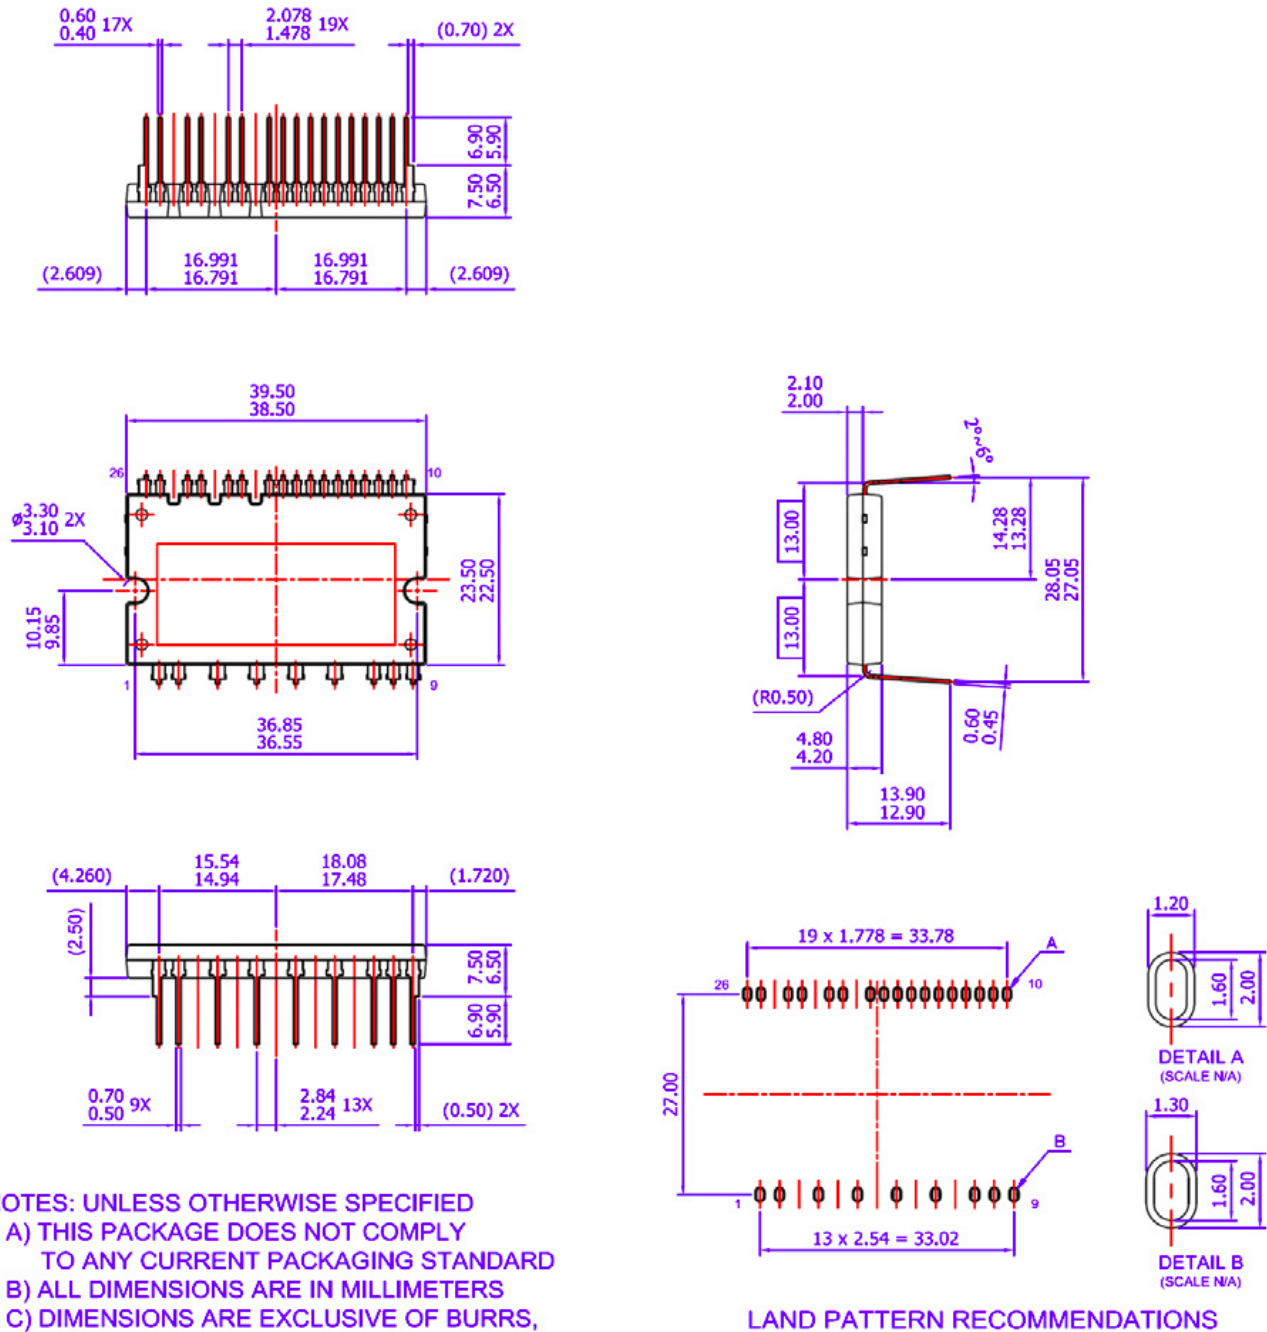 0.60
0.40 17X
2.078
1.478 19X
(0.70) 2X
6.90
5.90
7.50
6.50
(2.609)
16.991
16.791
16.991
16.791
(2.609)
39.50
38.50
26
10
ø3.30
3.10 2X
10.15
9.85
23.50
22.50
1
9
36.85
36.55
2.10
2.00
2°~6°
13.00
13.00
14.28
13.28
28.05
27.05
(R0.50)
0.60
0.45
4.80
4.20
13.90
12.90
(4.260)
15.54
14.94
18.08
17.48
(1.720)
(2.50)
7.50
6.50
6.90
5.90
0.70
0.50 9X
2.84
2.24 13X
(0.50) 2X
19 x 1.778 = 33.78
A
26
10
27.00
B
1
9
13 x 2.54 = 33.02
1.20
1.60
2.00
DETAIL A
(SCALE N/A)
1.30
1.60
2.00
DETAIL B
(SCALE N/A)
OTES: UNLESS OTHERWISE SPECIFIED
A) THIS PACKAGE DOES NOT COMPLY
TO ANY CURRENT PACKAGING STANDARD
B) ALL DIMENSIONS ARE IN MILLIMETERS
C) DIMENSIONS ARE EXCLUSIVE OF BURRS,
LAND PATTERN RECOMMENDATIONS